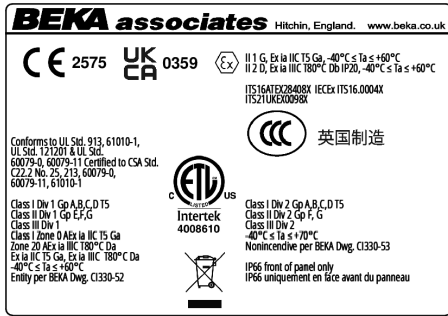 BEKA associates Hitchin, England. www.beka.co.uk
CE 2575 UK CA 0359 Ex II 1 G, Ex ia IIC T5 Ga, -40°C ≤ Ta ≤ +60°C
II 2 D, Ex ia IIIC T80°C Db IP20, -40°C ≤ Ta ≤ +60°C
ITS16ATEX28408X IECEx ITS16.0004X
ITS21UKEX0098X
CCC 英国制造
Conforms to UL Std. 913, 61010-1,
UL Std. 121201 & UL Std.
60079-0, 60079-11 Certified to CSA Std.
C22.2 No. 25, 213, 60079-0,
60079-11, 61010-1
Class I Div 1 Gp A,B,C,D T5
Class II Div 1 Gp E,F,G
Class III Div 1
Class I Zone 0 AEx ia IIC T5 Ga
Zone 20 AEx ia IIIC T80°C Da
Ex ia IIC T5 Ga, Ex ia IIIC T80°C Da
-40°C ≤ Ta ≤ +60°C
Entity per BEKA Dwg. CI330-52
C ETL US
LISTED
Intertek
4008610
Class I Div 2 Gp A,B,C,D T5
Class II Div 2 Gp F, G
Class III Div 2
-40°C ≤ Ta ≤ +70°C
Nonincendive per BEKA Dwg. CI330-53
IP66 front of panel only
IP66 uniquement en face avant du panneau